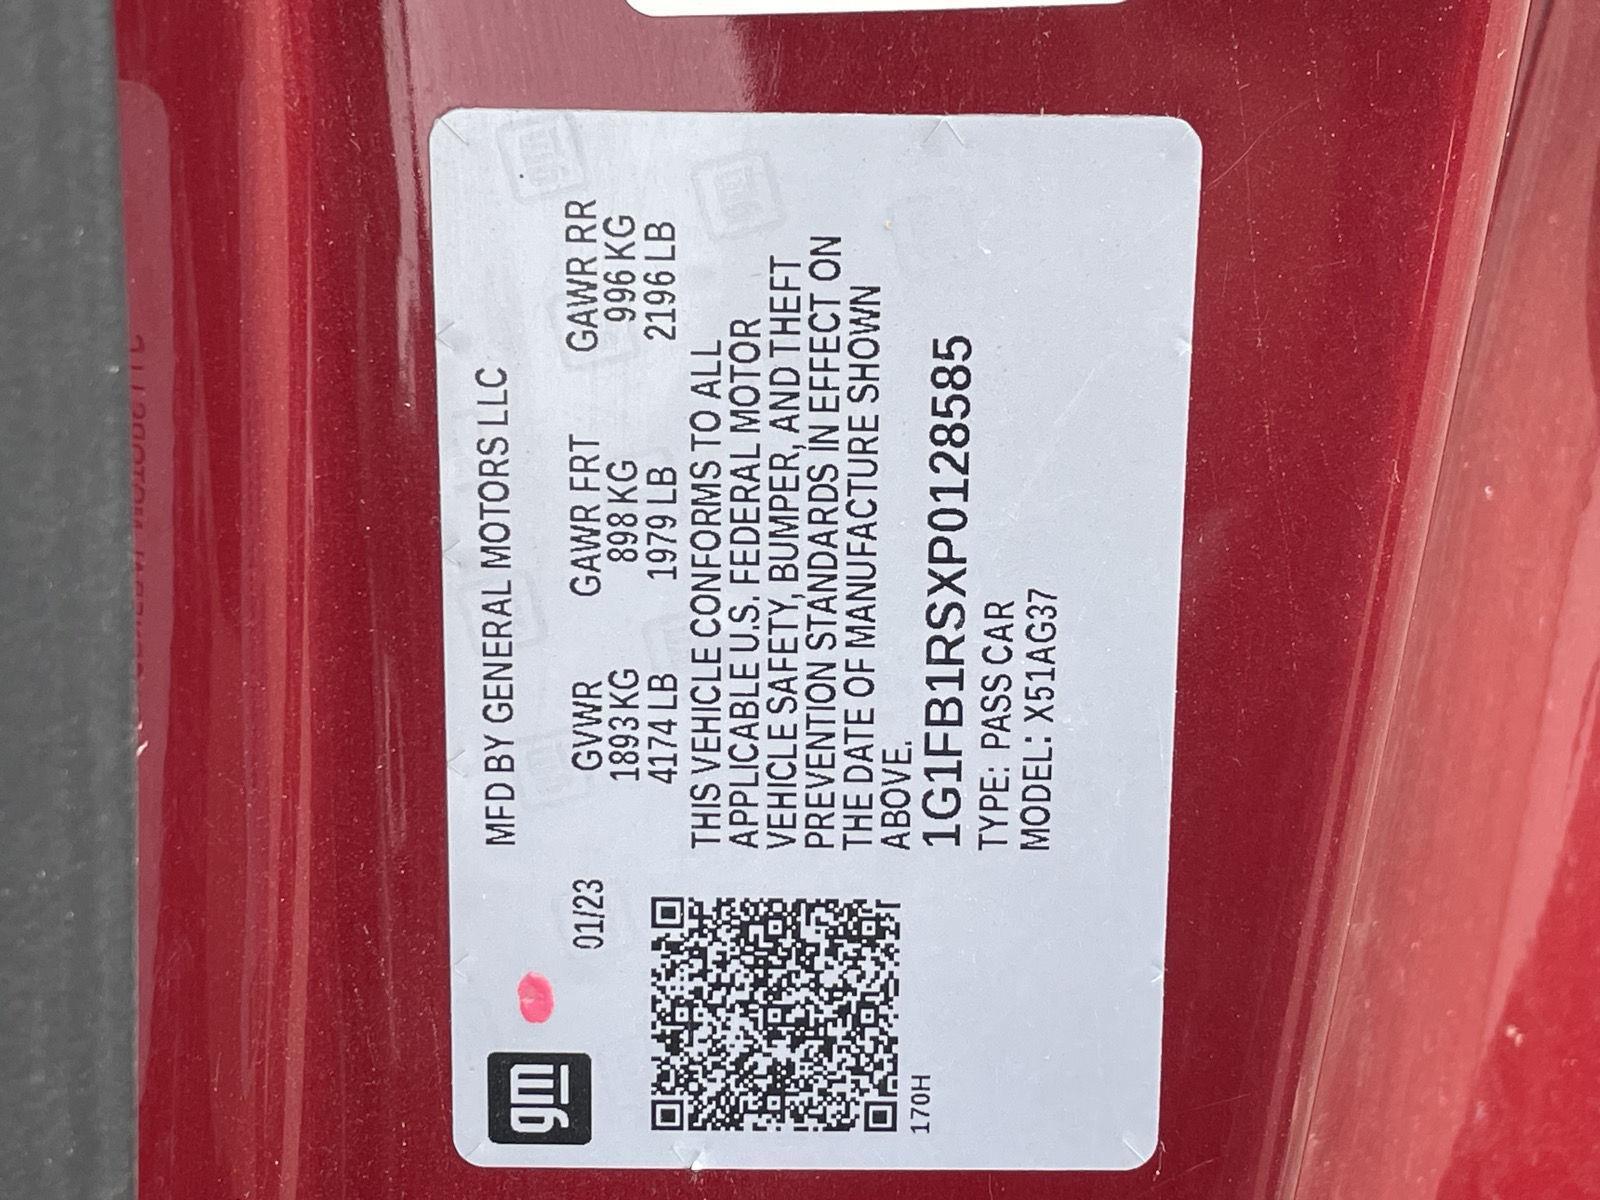 gm
01/23
MFD BY GENERAL MOTORS LLC
GVWR GAWR FRT GAWR RR
1893 KG 898 KG 996 KG
4174 LB 1979 LB 2196 LB
THIS VEHICLE CONFORMS TO ALL
APPLICABLE U.S. FEDERAL MOTOR
VEHICLE SAFETY, BUMPER, AND THEFT
PREVENTION STANDARDS IN EFFECT ON
THE DATE OF MANUFACTURE SHOWN
ABOVE.
1G1FB1RSXP0128585
TYPE: PASS CAR
MODEL: X51AG37
170H